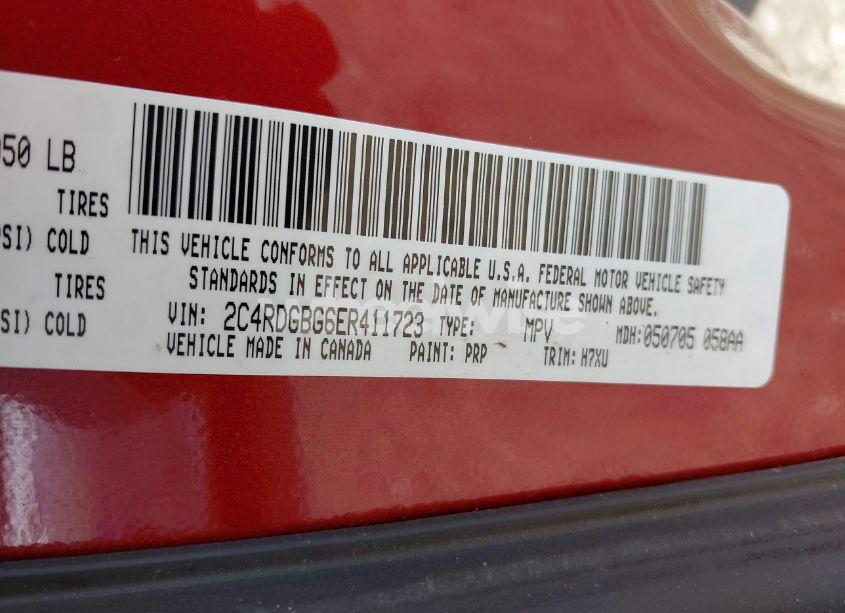 050 LB
TIRES
SI) COLD
THIS VEHICLE CONFORMS TO ALL APPLICABLE U.S.A. FEDERAL MOTOR VEHICLE SAFETY
TIRES
STANDARDS IN EFFECT ON THE DATE OF MANUFACTURE SHOWN ABOVE.
SI) COLD
VIN: 2C4RDGBG6ER411723 TYPE: MPV MDH:050705 058AA
VEHICLE MADE IN CANADA PAINT: PRP TRIM: H7XU